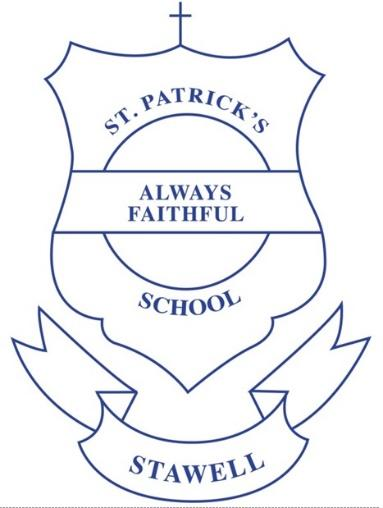 ST. PATRICK'S
ALWAYS
FAITHFUL
SCHOOL
STAWELL